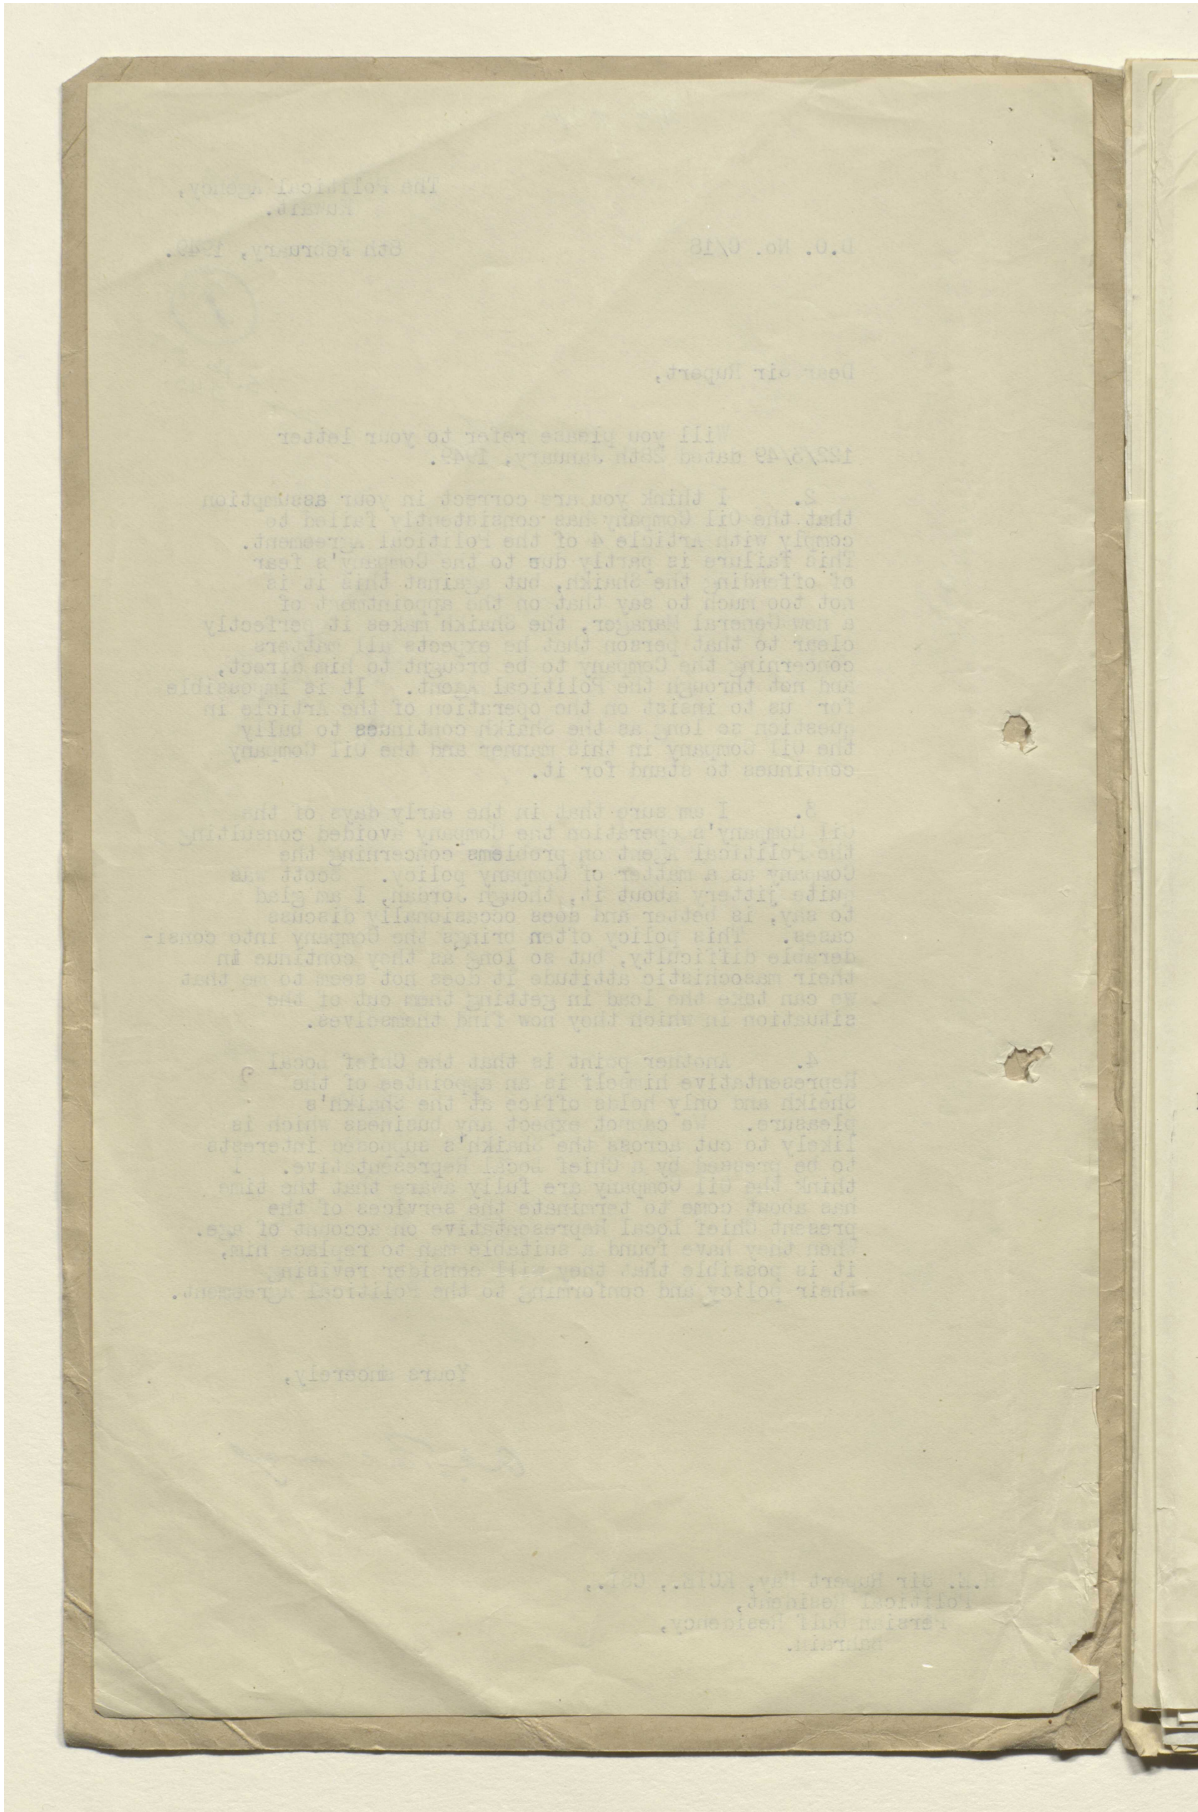 The Political Agency,
Kuwait.
D.O. No. C/18
8th February, 1949.
Dear Sir Rupert,
Will you please refer to your letter
122/5/49 dated 28th January, 1949.
2. I think you are correct in your assumption
that the Oil Company has consistently failed to
comply with Article 4 of the Political Agreement.
This failure is partly due to the Company's fear
of offending the Shaikh, but against this it is
not too much to say that on the appointment of
a new General Manager, the Shaikh makes it perfectly
clear to that person that he expects all matters
concerning the Company to be brought to him direct,
and not through the Political Agent. It is impossible
for us to insist on the operation of the Article in
question so long as the Shaikh continues to bully
the Oil Company in this manner and the Oil Company
continues to stand for it.
3. I am sure that in the early days of the
Oil Company's operation the Company avoided consulting
the Political Agent on problems concerning the
Company as a matter of Company policy. Scott was
quite jittery about it, though Jordan, I am glad
to say, is better and does occasionally discuss
cases. This policy often brings the Company into consi-
derable difficulty, but so long as they continue in
their masochistic attitude it does not seem to me that
we can take the lead in getting them out of the
situation in which they now find themselves.
4. Another point is that the Chief Local
Representative himself is an appointee of the ?
Shaikh and only holds office at the Shaikh's
pleasure. We cannot expect any business which is
likely to cut across the Shaikh's supposed interests
to be pressed by a Chief Local Representative. I
think the Oil Company are fully aware that the time
has about come to terminate the services of the
present Chief Local Representative on account of age.
When they have found a suitable man to replace him,
it is possible that they will consider revising
their policy and conforming to the Political Agreement.
Yours sincerely,
H.E. Sir Rupert Hay, KCIE., CSI.,
Political Resident,
Persian Gulf Residency,
Bahrain.